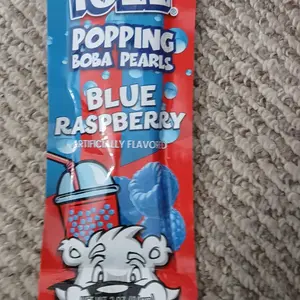 ICEE®
POPPING
BOBA PEARLS
BLUE
RASPBERRY
ARTIFICIALLY FLAVORED